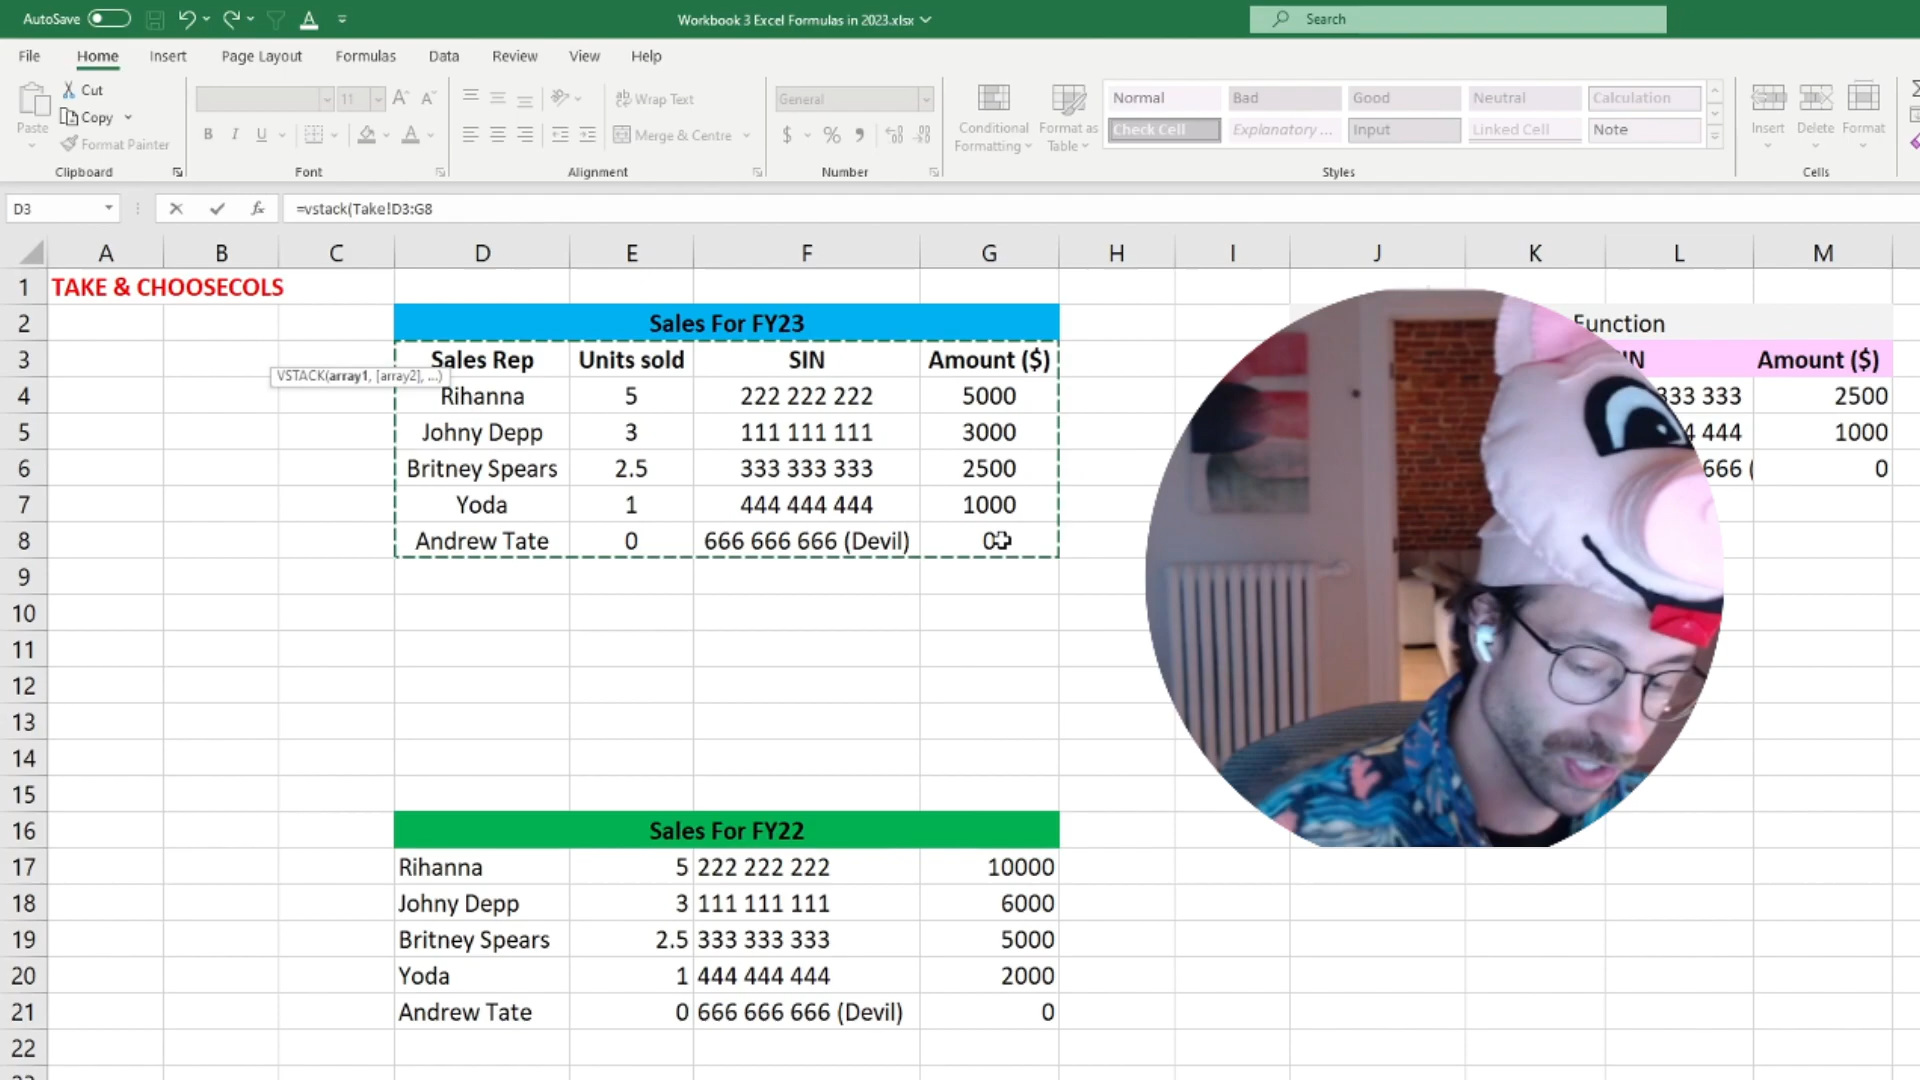 AutoSave
Workbook 3 Excel Formulas in 2023.xlsx
Search
File Home Insert Page Layout Formulas Data Review View Help
Paste
Cut
Copy
Format Painter
Clipboard
11
Font
Wrap Text
Merge & Centre
Alignment
General
Number
Conditional Formatting
Format as Table
Normal Bad Good Neutral Calculation
Check Cell Explanatory ... Input Linked Cell Note
Styles
Insert Delete Format
Cells
D3 =vstack(Take!D3:G8
A B C D E F G H I J K L M
1 TAKE & CHOOSECOLS
2 Sales For FY23 Function
3 Sales Rep Units sold SIN Amount ($) Amount ($)
VSTACK(array1, [array2], ...)
4 Rihanna 5 222 222 222 5000 333 2500
5 Johny Depp 3 111 111 111 3000 444 1000
6 Britney Spears 2.5 333 333 333 2500 666 ( 0
7 Yoda 1 444 444 444 1000
8 Andrew Tate 0 666 666 666 (Devil) 0
9
10
11
12
13
14
15
16 Sales For FY22
17 Rihanna 5 222 222 222 10000
18 Johny Depp 3 111 111 111 6000
19 Britney Spears 2.5 333 333 333 5000
20 Yoda 1 444 444 444 2000
21 Andrew Tate 0 666 666 666 (Devil) 0
22